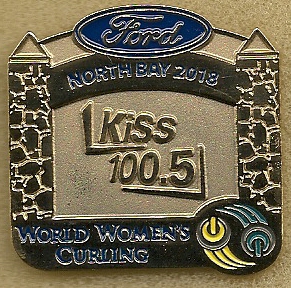 Ford
NORTH BAY 2018
Kiss
100.5
WORLD WOMEN'S
CURLING